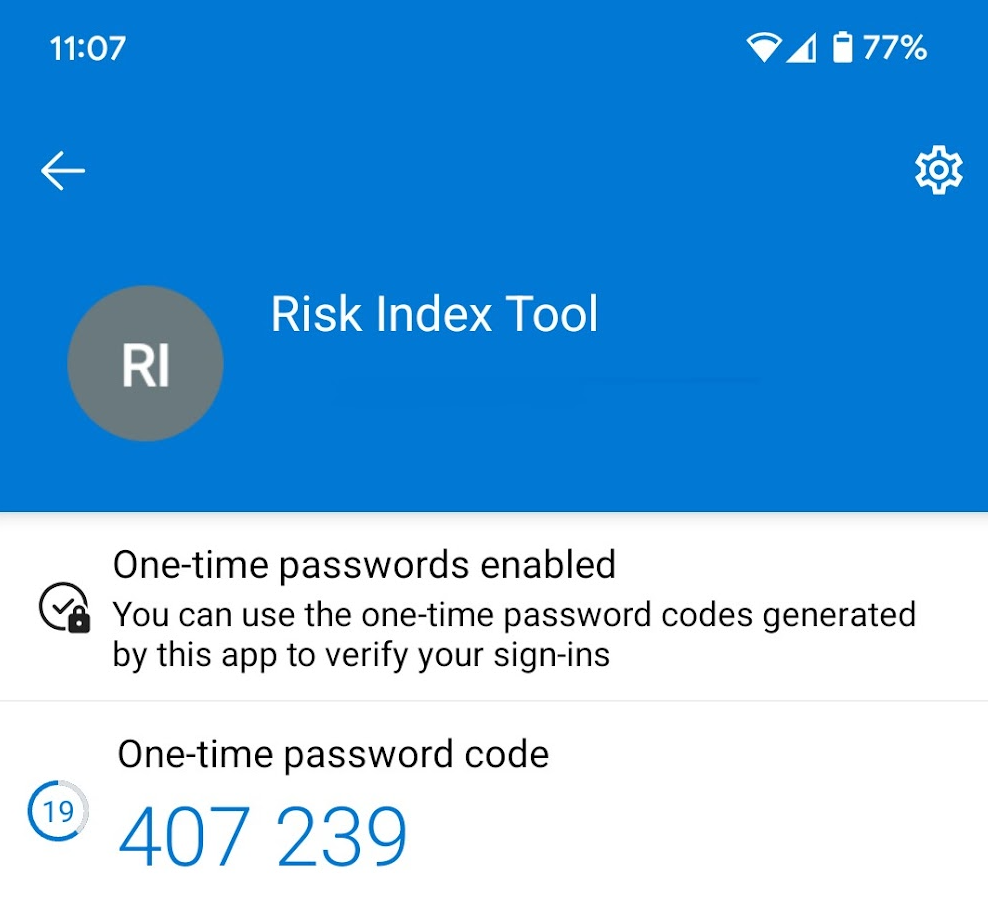 11:07
77%
Risk Index Tool
RI
One-time passwords enabled
You can use the one-time password codes generated
by this app to verify your sign-ins
One-time password code
19
407 239